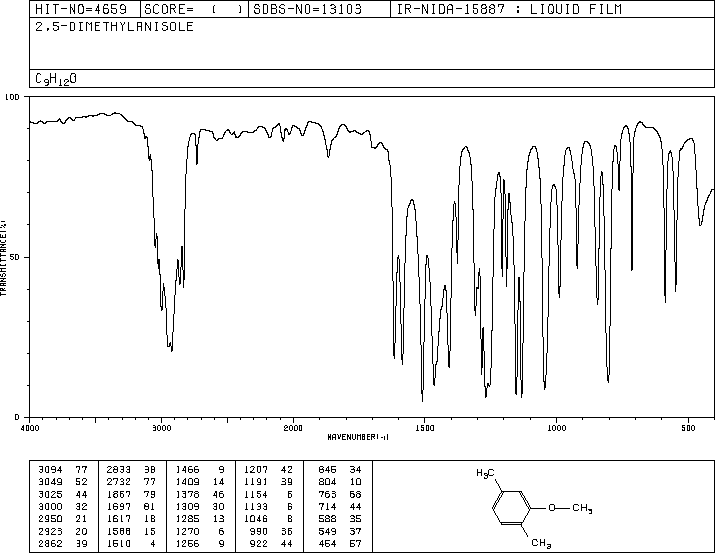 HIT-NO=4659 SCORE= ( ) SDBS-NO=13103 IR-NIDA-15887 : LIQUID FILM
2,5-DIMETHYLANISOLE
C9H12O
100
50
0
TRANSMITTANCE(%)
4000 3000 2000 1500 1000 500
WAVENUMBER(-1)
3094 77 2833 38 1466 9 1207 42 845 34
3049 52 2732 77 1409 14 1191 39 804 10
3025 44 1867 79 1378 46 1154 6 763 68
3000 32 1697 81 1309 30 1133 6 714 44
2950 21 1617 18 1285 13 1046 8 588 35
2923 20 1588 15 1270 6 990 36 549 37
2862 39 1510 4 1256 9 922 44 454 57
H3C
O CH3
CH3